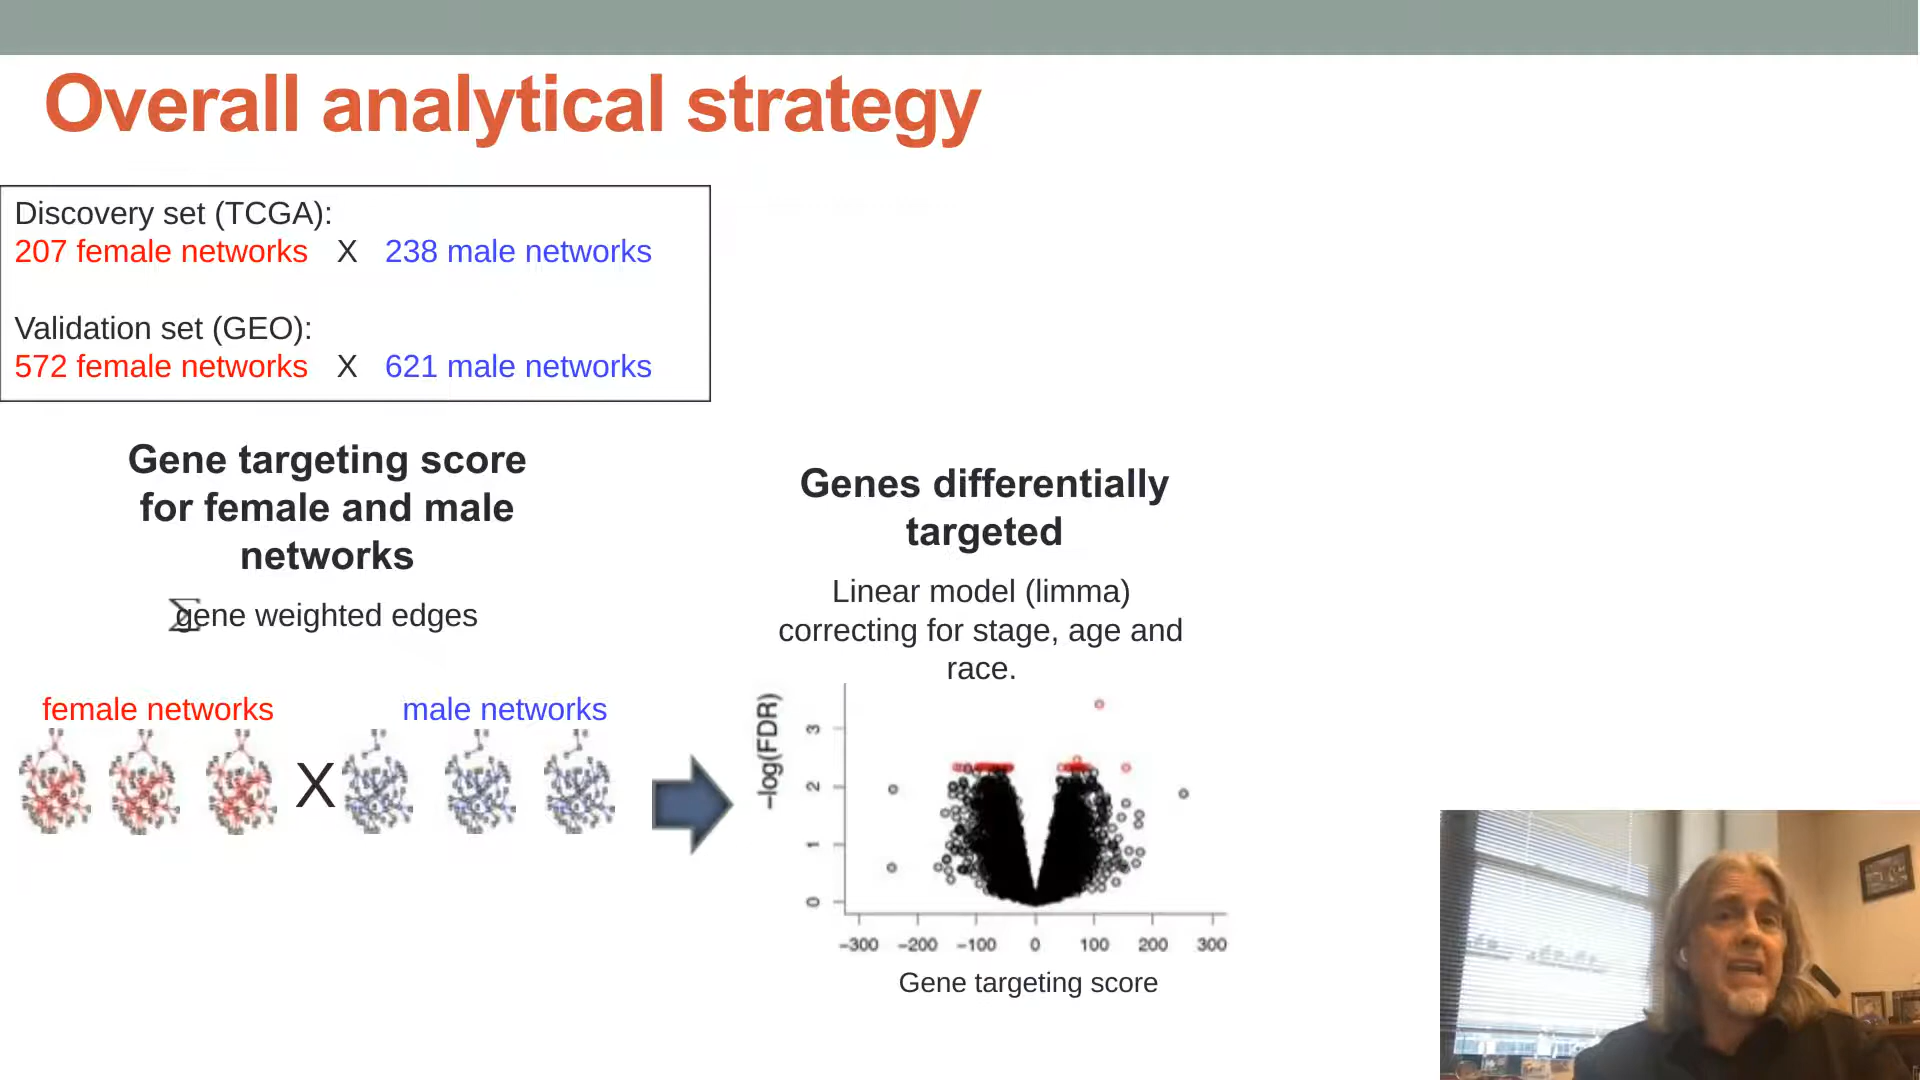 Overall analytical strategy
Discovery set (TCGA):
207 female networks X 238 male networks
Validation set (GEO):
572 female networks X 621 male networks
Gene targeting score
for female and male
networks
∑gene weighted edges
female networks
male networks
X
Genes differentially
targeted
Linear model (limma)
correcting for stage, age and
race.
−log(FDR)
3
2
1
0
−300 −200 −100 0 100 200 300
Gene targeting score